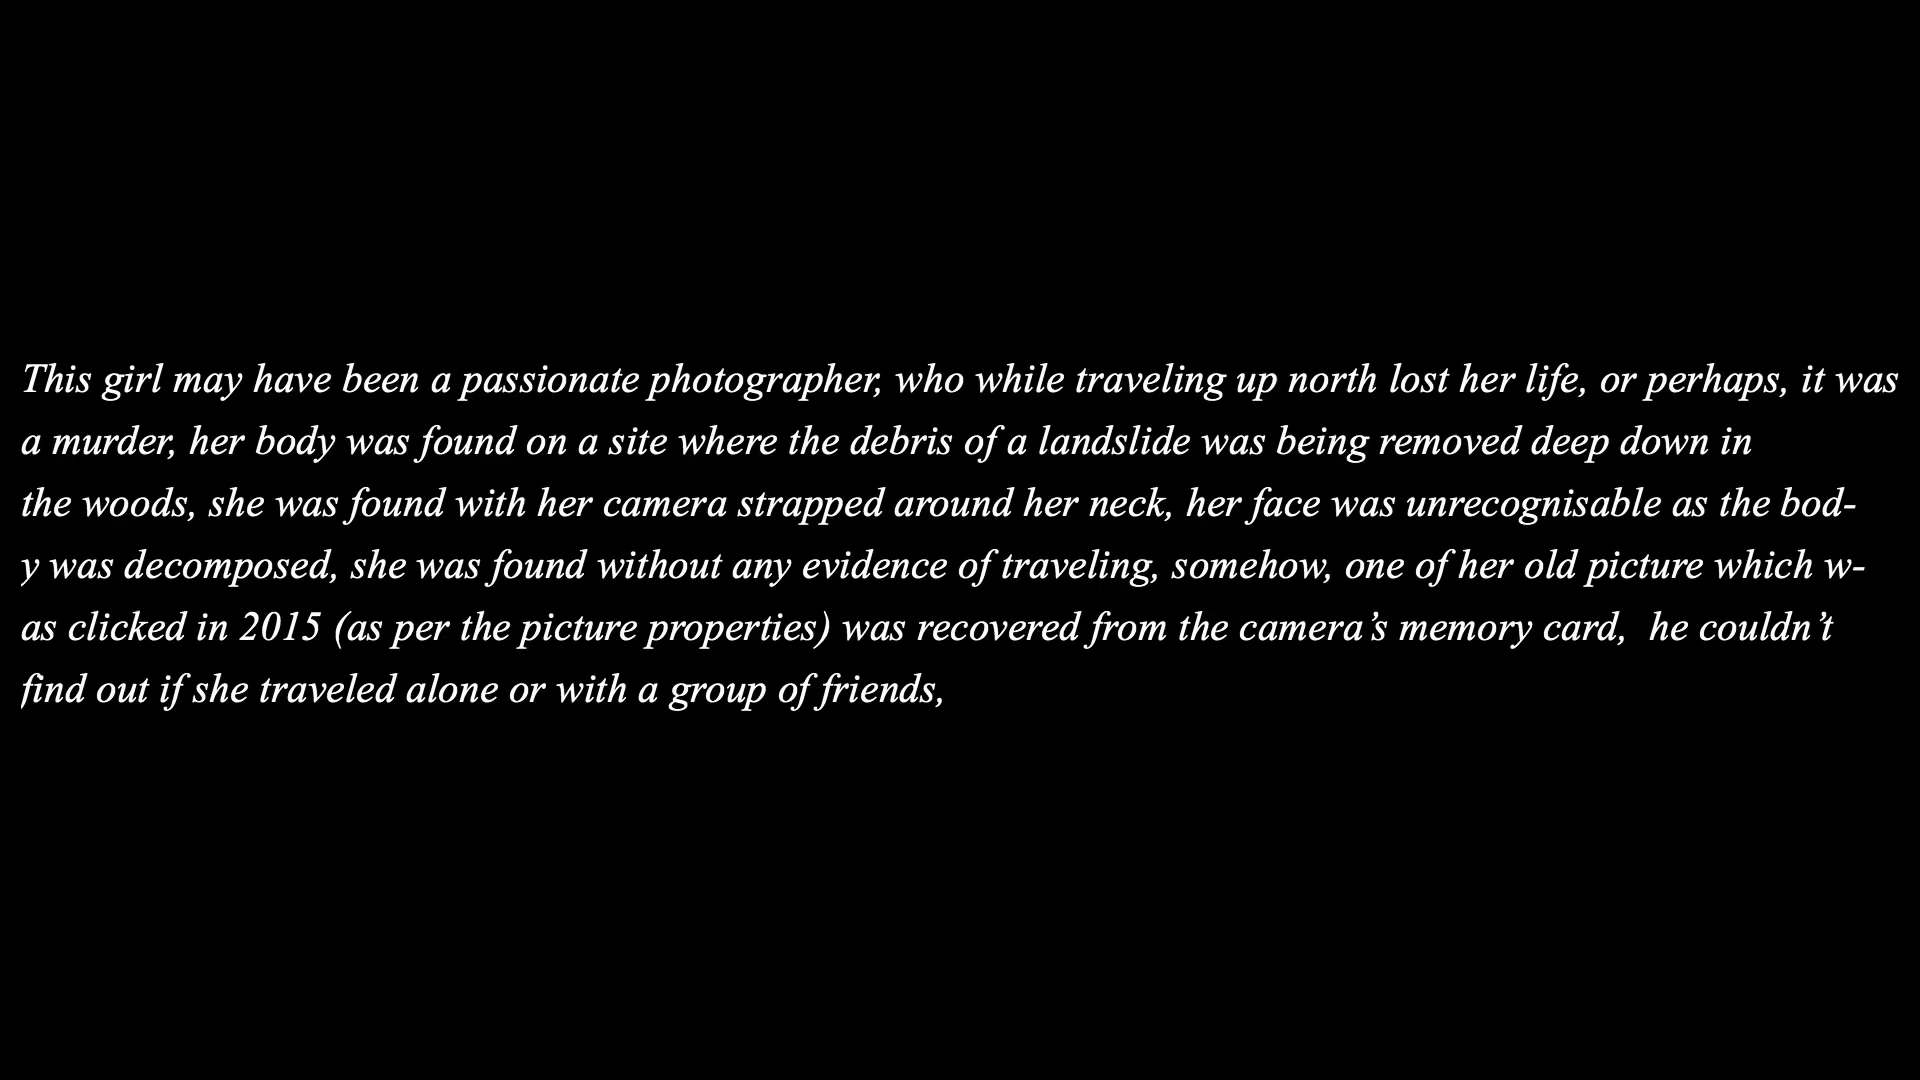 This girl may have been a passionate photographer, who while traveling up north lost her life, or perhaps, it was
a murder, her body was found on a site where the debris of a landslide was being removed deep down in
the woods, she was found with her camera strapped around her neck, her face was unrecognisable as the bod-
y was decomposed, she was found without any evidence of traveling, somehow, one of her old picture which w-
as clicked in 2015 (as per the picture properties) was recovered from the camera’s memory card,  he couldn’t
find out if she traveled alone or with a group of friends,